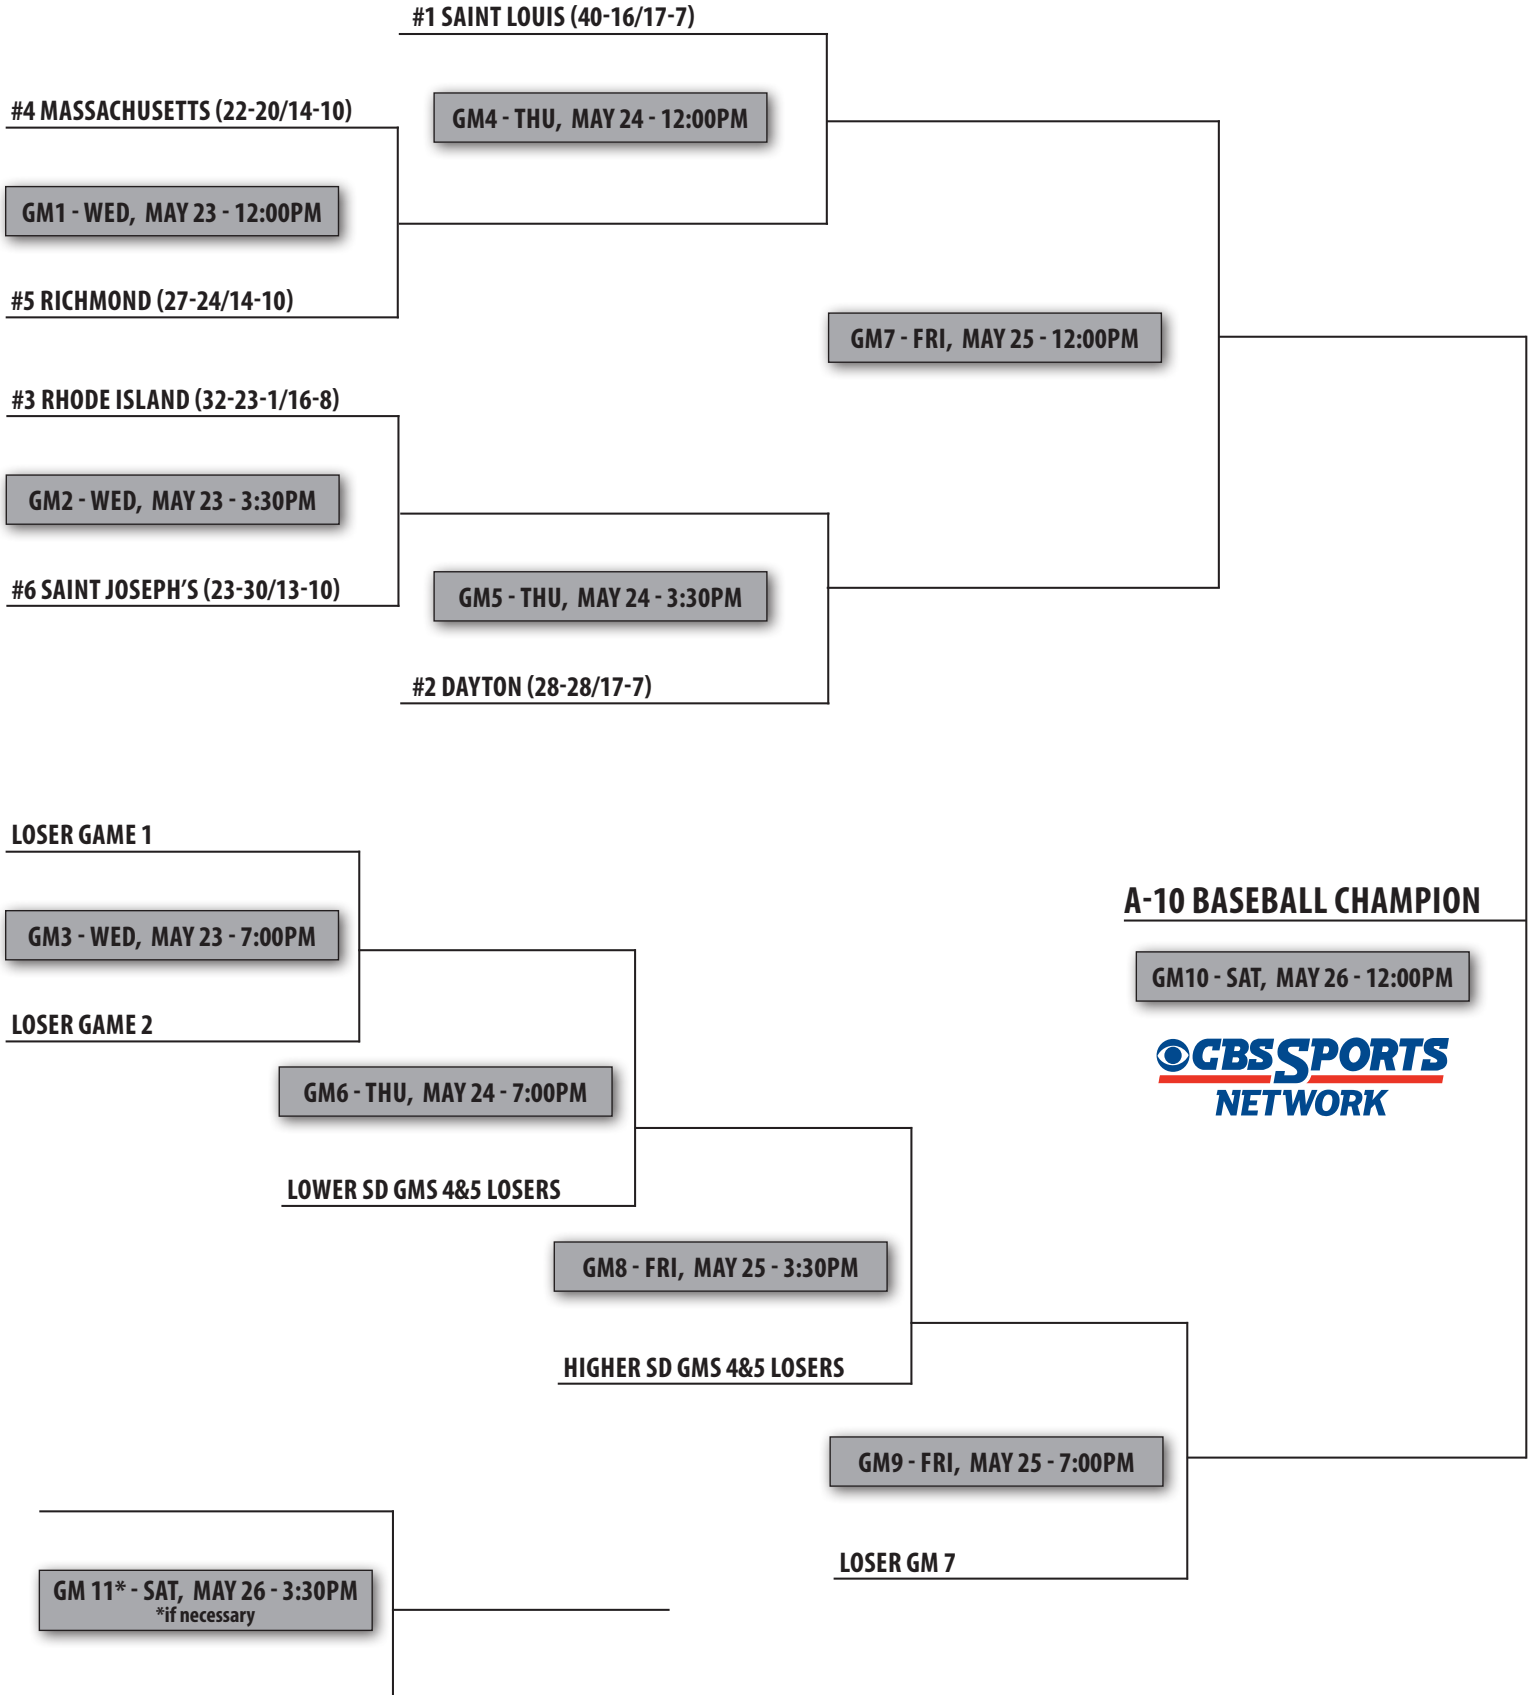 #1 SAINT LOUIS (40-16/17-7)
#4 MASSACHUSETTS (22-20/14-10)
GM4 - THU, MAY 24 - 12:00PM
GM1 - WED, MAY 23 - 12:00PM
#5 RICHMOND (27-24/14-10)
GM7 - FRI, MAY 25 - 12:00PM
#3 RHODE ISLAND (32-23-1/16-8)
GM2 - WED, MAY 23 - 3:30PM
#6 SAINT JOSEPH'S (23-30/13-10)
GM5 - THU, MAY 24 - 3:30PM
#2 DAYTON (28-28/17-7)
LOSER GAME 1
A-10 BASEBALL CHAMPION
GM3 - WED, MAY 23 - 7:00PM
GM10 - SAT, MAY 26 - 12:00PM
LOSER GAME 2
CBS SPORTS
NETWORK
GM6 - THU, MAY 24 - 7:00PM
LOWER SD GMS 4&5 LOSERS
GM8 - FRI, MAY 25 - 3:30PM
HIGHER SD GMS 4&5 LOSERS
GM9 - FRI, MAY 25 - 7:00PM
LOSER GM 7
GM 11* - SAT, MAY 26 - 3:30PM
*if necessary